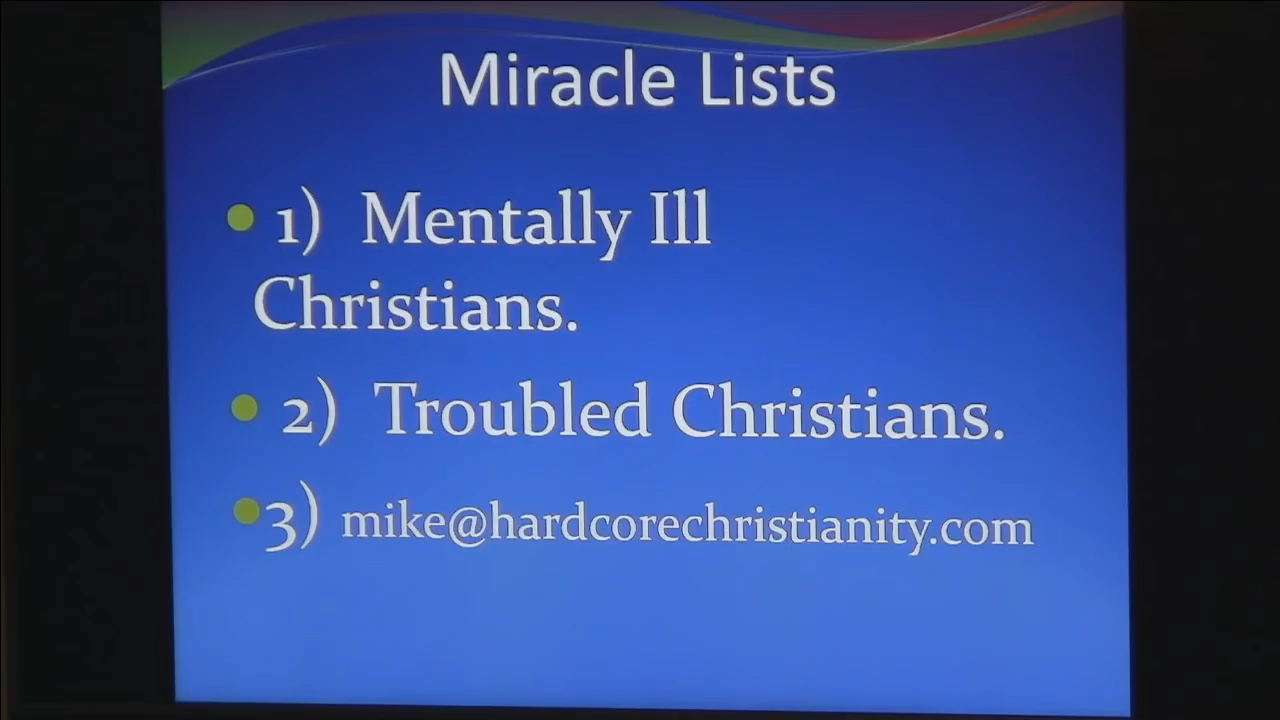 Miracle Lists
1) Mentally Ill
Christians.
2) Troubled Christians.
3) mike@hardcorechristianity.com